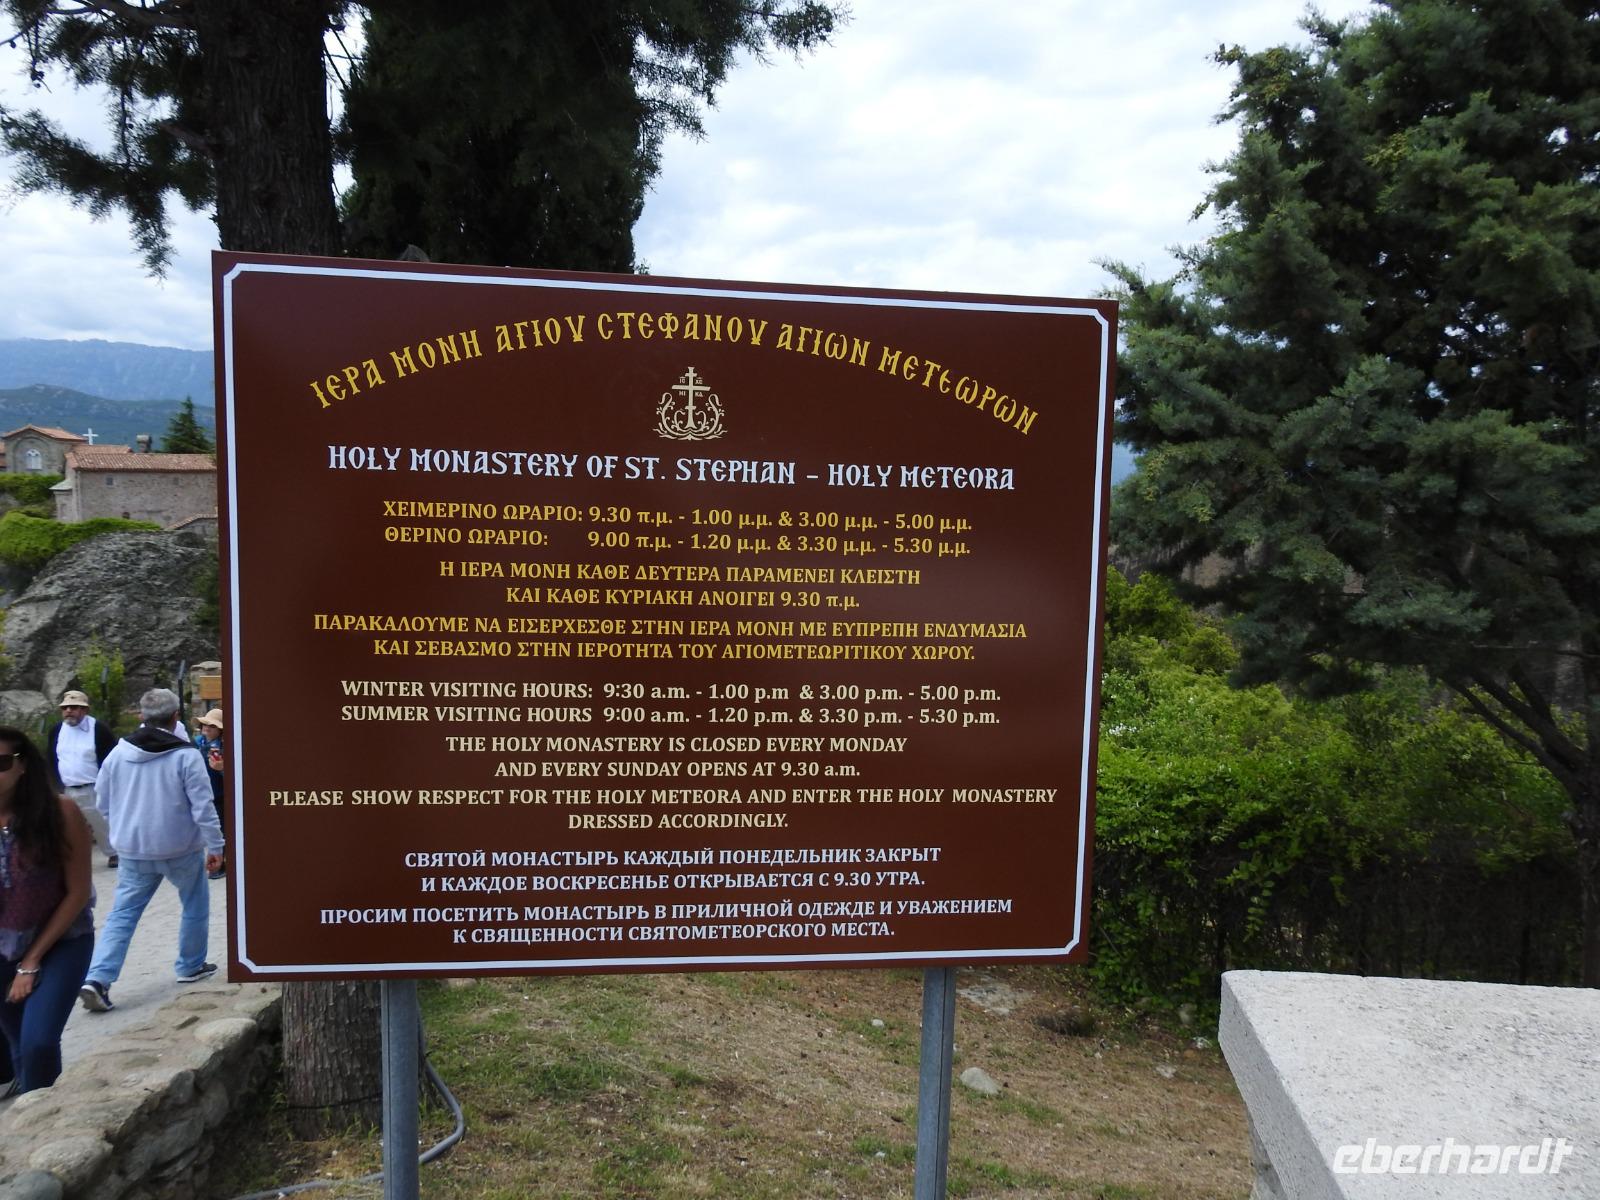 ΙΕΡΑ ΜΟΝΗ ΑΓΙΟΥ ΣΤΕΦΑΝΟΥ ΑΓΙΩΝ ΜΕΤΕΩΡΩΝ
HOLY MONASTERY OF ST. STEPHAN – HOLY METEORA
ΧΕΙΜΕΡΙΝΟ ΩΡΑΡΙΟ: 9.30 π.μ. - 1.00 μ.μ. & 3.00 μ.μ. - 5.00 μ.μ.
ΘΕΡΙΝΟ ΩΡΑΡΙΟ: 9.00 π.μ. - 1.20 μ.μ. & 3.30 μ.μ. - 5.30 μ.μ.
Η ΙΕΡΑ ΜΟΝΗ ΚΑΘΕ ΔΕΥΤΕΡΑ ΠΑΡΑΜΕΝΕΙ ΚΛΕΙΣΤΗ
ΚΑΙ ΚΑΘΕ ΚΥΡΙΑΚΗ ΑΝΟΙΓΕΙ 9.30 π.μ.
ΠΑΡΑΚΑΛΟΥΜΕ ΝΑ ΕΙΣΕΡΧΕΣΘΕ ΣΤΗΝ ΙΕΡΑ ΜΟΝΗ ΜΕ ΕΥΠΡΕΠΗ ΕΝΔΥΜΑΣΙΑ
ΚΑΙ ΣΕΒΑΣΜΟ ΣΤΗΝ ΙΕΡΟΤΗΤΑ ΤΟΥ ΑΓΙΟΜΕΤΕΩΡΙΤΙΚΟΥ ΧΩΡΟΥ.
WINTER VISITING HOURS: 9:30 a.m. - 1.00 p.m & 3.00 p.m. - 5.00 p.m.
SUMMER VISITING HOURS 9:00 a.m. - 1.20 p.m. & 3.30 p.m. - 5.30 p.m.
THE HOLY MONASTERY IS CLOSED EVERY MONDAY
AND EVERY SUNDAY OPENS AT 9.30 a.m.
PLEASE SHOW RESPECT FOR THE HOLY METEORA AND ENTER THE HOLY MONASTERY
DRESSED ACCORDINGLY.
СВЯТОЙ МОНАСТЫРЬ КАЖДЫЙ ПОНЕДЕЛЬНИК ЗАКРЫТ
И КАЖДОЕ ВОСКРЕСЕНЬЕ ОТКРЫВАЕТСЯ С 9.30 УТРА.
ПРОСИМ ПОСЕТИТЬ МОНАСТЫРЬ В ПРИЛИЧНОЙ ОДЕЖДЕ И УВАЖЕНИЕМ
К СВЯЩЕННОСТИ СВЯТОМЕТЕОРСКОГО МЕСТА.
eberhardt